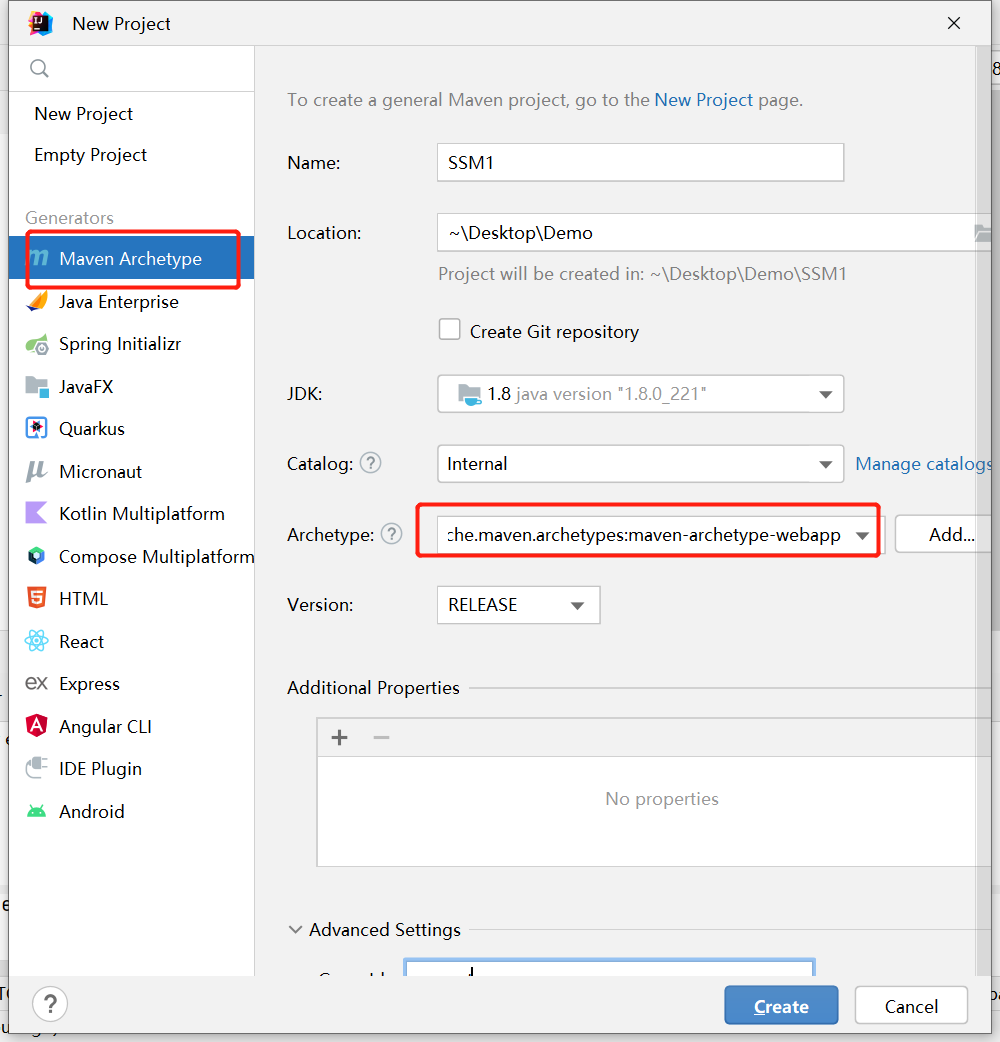 New Project
New Project
Empty Project
Generators
Maven Archetype
Java Enterprise
Spring Initializr
JavaFX
Quarkus
Micronaut
Kotlin Multiplatform
Compose Multiplatform
HTML
React
ex Express
Angular CLI
IDE Plugin
Android
To create a general Maven project, go to the New Project page.
Name: SSM1
Location: ~\Desktop\Demo
Project will be created in: ~\Desktop\Demo\SSM1
Create Git repository
JDK: 1.8 java version "1.8.0_221"
Catalog: ? Internal Manage catalogs
Archetype: ? che.maven.archetypes:maven-archetype-webapp Add...
Version: RELEASE
Additional Properties
+ −
No properties
Advanced Settings
? Create Cancel